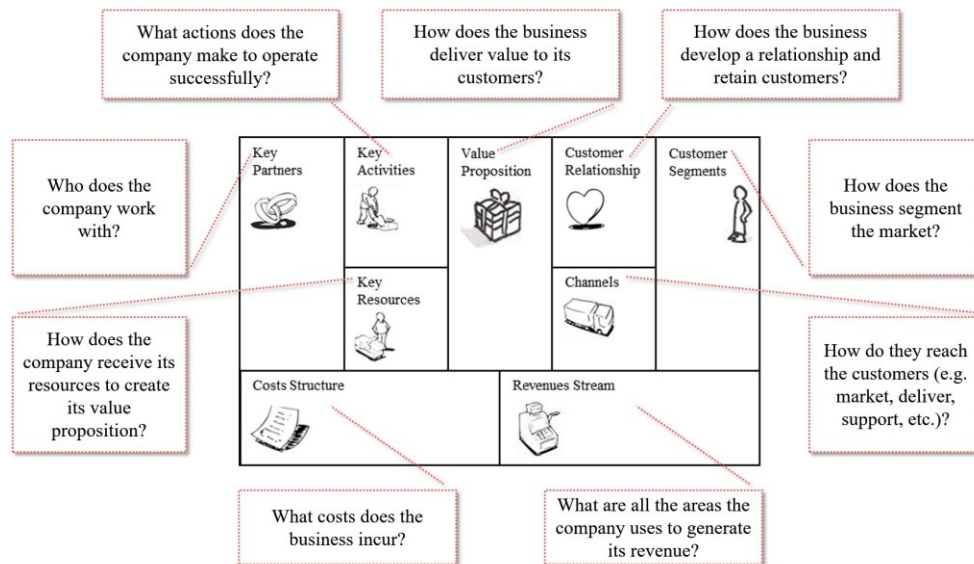 What actions does the
company make to operate
successfully?
How does the business
deliver value to its
customers?
How does the business
develop a relationship and
retain customers?
Who does the
company work
with?
Key
Partners
Key
Activities
Value
Proposition
Customer
Relationship
Customer
Segments
How does the
business segment
the market?
Key
Resources
Channels
How does the
company receive its
resources to create
its value
proposition?
How do they reach
the customers (e.g.
market, deliver,
support, etc.)?
Costs Structure
Revenues Stream
What costs does the
business incur?
What are all the areas the
company uses to generate
its revenue?